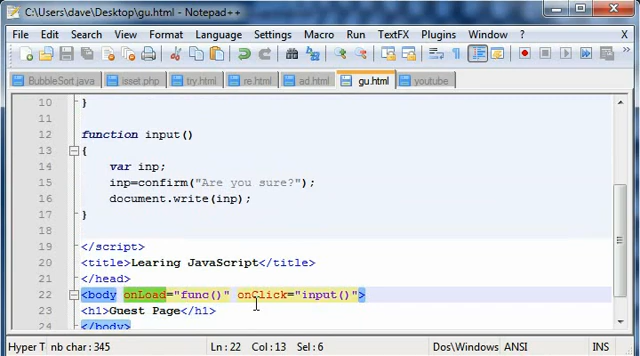 C:\Users\dave\Desktop\gu.html - Notepad++
File Edit Search View Format Language Settings Macro Run TextFX Plugins Window ? X
BubbleSort.java isset.php try.html re.html ad.html gu.html youtube
10 }
11
12 function input()
13 {
14 var inp;
15 inp=confirm("Are you sure?");
16 document.write(inp);
17 }
18
19 </script>
20 <title>Learing JavaScript</title>
21 </head>
22 <body onLoad="func()" onClick="input()">
23 <h1>Guest Page</h1>
24 </body>
Hyper T nb char : 345 Ln : 22 Col : 13 Sel : 6 Dos\Windows ANSI INS